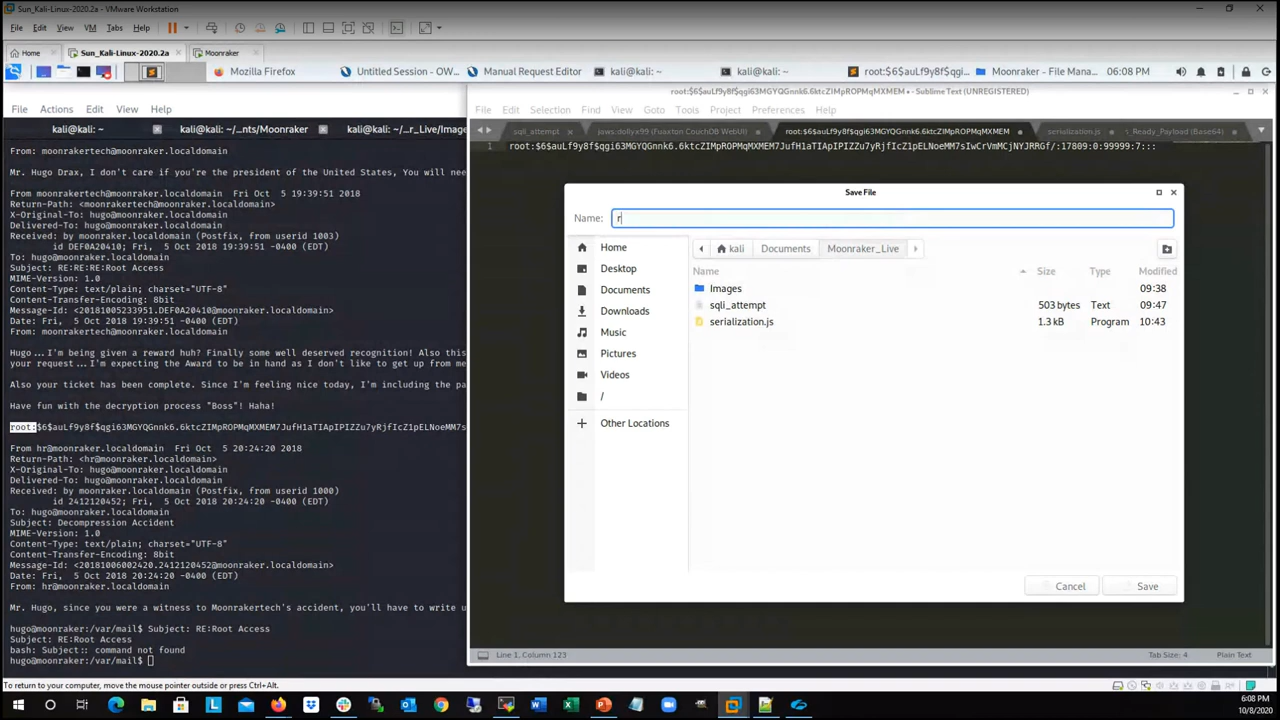 Sun_Kali-Linux-2020.2a - VMware Workstation
File Edit View VM Tabs Help
Home Sun_Kali-Linux-2020.2a Moonraker
Mozilla Firefox Untitled Session - OW... Manual Request Editor kali@kali: ~ kali@kali: ~ root:$6$auLf9y8f$qgi... Moonraker - File Mana... 06:08 PM
root:$6$auLf9y8f$qgi63MGYQGnnk6.6ktcZIMpROPMqMXMEM • - Sublime Text (UNREGISTERED)
File Actions Edit View Help
File Edit Selection Find View Goto Tools Project Preferences Help
kali@kali: ~ kali@kali: ~/...nts/Moonraker kali@kali: ~/...r_Live/Image
sqli_attempt jaws:dollyx99 (Fuaxton CouchDB WebUI) root:$6$auLf9y8f$qgi63MGYQGnnk6.6ktcZIMpROPMqMXMEM serialization.js Ready_Payload (Base64)
1 root:$6$auLf9y8f$qgi63MGYQGnnk6.6ktcZIMpROPMqMXMEM7JufH1aTIApIPIZZu7yRjfIcZ1pELNoeMM7sIwCrVmMCjNYJRRGf/:17809:0:99999:7:::
From: moonrakertech@moonraker.localdomain
Mr. Hugo Drax, I don't care if you're the president of the United States, You will nee
From moonrakertech@moonraker.localdomain Fri Oct 5 19:39:51 2018
Return-Path: <moonrakertech@moonraker.localdomain>
X-Original-To: hugo@moonraker.localdomain
Delivered-To: hugo@moonraker.localdomain
Received: by moonraker.localdomain (Postfix, from userid 1003)
id DEF0A20410; Fri, 5 Oct 2018 19:39:51 -0400 (EDT)
To: hugo@moonraker.localdomain
Subject: RE:RE:RE:Root Access
MIME-Version: 1.0
Content-Type: text/plain; charset="UTF-8"
Content-Transfer-Encoding: 8bit
Message-Id: <20181005233951.DEF0A20410@moonraker.localdomain>
Date: Fri, 5 Oct 2018 19:39:51 -0400 (EDT)
From: moonrakertech@moonraker.localdomain
Hugo... I'm being given a reward huh? Finally some well deserved recognition! Also this
your request...I'm expecting the Award to be in hand as I don't like to get up from me
Also your ticket has been complete. Since I'm feeling nice today, I'm including the pa
Have fun with the decryption process "Boss"! Haha!
root:$6$auLf9y8f$qgi63MGYQGnnk6.6ktcZIMpROPMqMXMEM7JufH1aTIApIPIZZu7yRjfIcZ1pELNoeMM7s
From hr@moonraker.localdomain Fri Oct 5 20:24:20 2018
Return-Path: <hr@moonraker.localdomain>
X-Original-To: hugo@moonraker.localdomain
Delivered-To: hugo@moonraker.localdomain
Received: by moonraker.localdomain (Postfix, from userid 1000)
id 2412120452; Fri, 5 Oct 2018 20:24:20 -0400 (EDT)
To: hugo@moonraker.localdomain
Subject: Decompression Accident
MIME-Version: 1.0
Content-Type: text/plain; charset="UTF-8"
Content-Transfer-Encoding: 8bit
Message-Id: <20181006002420.2412120452@moonraker.localdomain>
Date: Fri, 5 Oct 2018 20:24:20 -0400 (EDT)
From: hr@moonraker.localdomain
Mr. Hugo, since you were a witness to Moonrakertech's accident, you'll have to write u
hugo@moonraker:/var/mail$ Subject: RE:Root Access
Subject: RE:Root Access
bash: Subject:: command not found
hugo@moonraker:/var/mail$
Save File
Name: r
Home
Desktop
Documents
Downloads
Music
Pictures
Videos
/
Other Locations
kali Documents Moonraker_Live
Name Size Type Modified
Images 09:38
sqli_attempt 503 bytes Text 09:47
serialization.js 1.3 kB Program 10:43
Cancel Save
Line 1, Column 123 Tab Size: 4 Plain Text
To return to your computer, move the mouse pointer outside or press Ctrl+Alt.
6:08 PM
10/8/2020